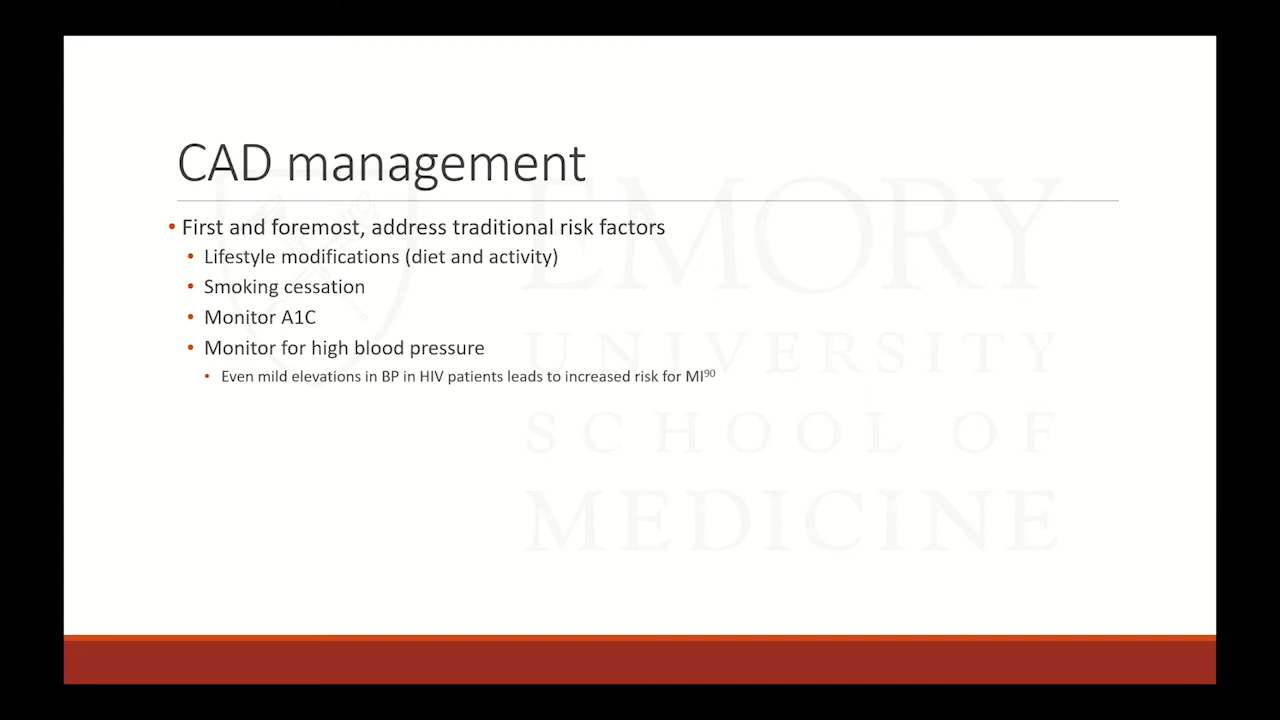 CAD management
• First and foremost, address traditional risk factors
• Lifestyle modifications (diet and activity)
• Smoking cessation
• Monitor A1C
• Monitor for high blood pressure
• Even mild elevations in BP in HIV patients leads to increased risk for MI⁹⁰
EMORY
UNIVERSITY
SCHOOL OF
MEDICINE